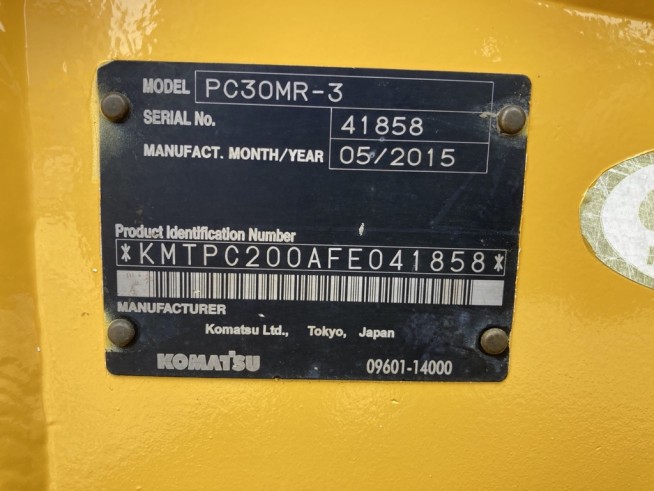 MODEL PC30MR-3
SERIAL No. 41858
MANUFACT. MONTH/YEAR 05/2015
Product Identification Number
*KMTPC200AFE041858*
MANUFACTURER
Komatsu Ltd., Tokyo, Japan
KOMATSU 09601-14000